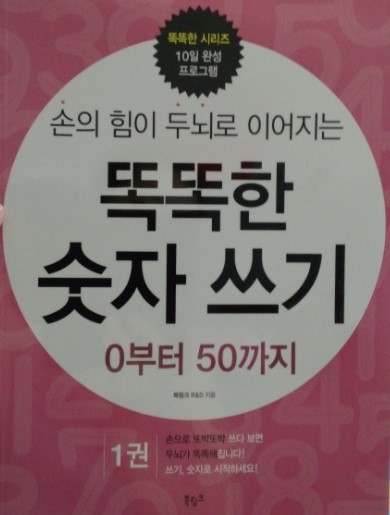 똑똑한 시리즈
10일 완성
프로그램
손의 힘이 두뇌로 이어지는
똑똑한
숫자 쓰기
0부터 50까지
R&D 지음
1권
손으로 또박또박 쓰다 보면
두뇌가 똑똑해집니다!
쓰기, 숫자로 시작하세요!